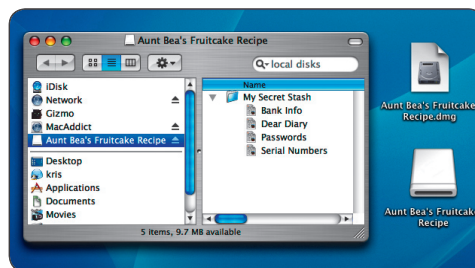 Aunt Bea's Fruitcake Recipe
local disks
iDisk
Network
Gizmo
MacAddict
Aunt Bea's Fruitcake Recipe
Desktop
kris
Applications
Documents
Movies
Name
My Secret Stash
Bank Info
Dear Diary
Passwords
Serial Numbers
5 items, 9.7 MB available
Aunt Bea's Fruitcake
Recipe.dmg
Aunt Bea's Fruitcake
Recipe